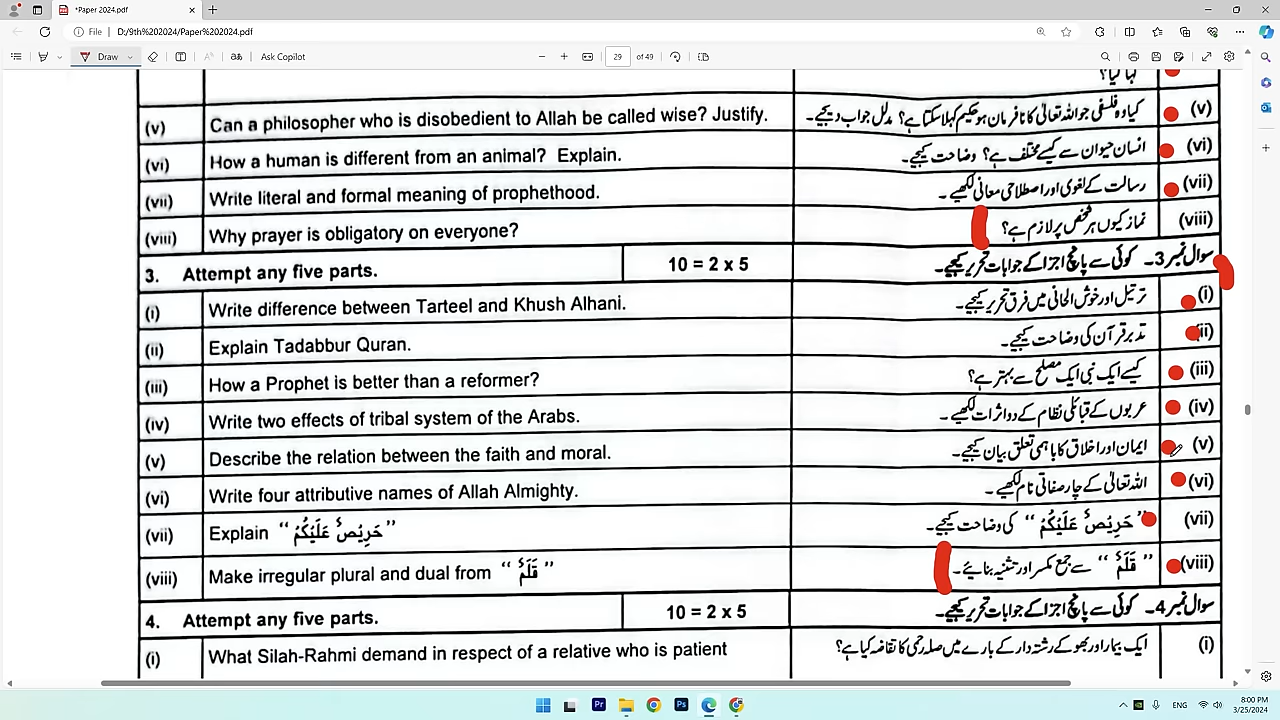 *Paper 2024.pdf
File D:/9th%202024/Paper%202024.pdf
Draw Ask Copilot 29 of 49
کہا گیا؟
(v) Can a philosopher who is disobedient to Allah be called wise? Justify. کیا وہ فلسفی جو اللہ تعالیٰ کا نافرمان ہو حکیم کہلا سکتا ہے؟ مدلل جواب دیجیے۔ (v)
(vi) How a human is different from an animal? Explain. انسان حیوان سے کیسے مختلف ہے؟ وضاحت کیجیے۔ (vi)
(vii) Write literal and formal meaning of prophethood. رسالت کے لغوی اور اصطلاحی معانی لکھیے۔ (vii)
(viii) Why prayer is obligatory on everyone? نماز کیوں ہر شخص پر لازم ہے؟ (viii)
3. Attempt any five parts. 10 = 2 x 5 سوال نمبر 3۔ کوئی سے پانچ اجزا کے جوابات تحریر کیجیے۔
(i) Write difference between Tarteel and Khush Alhani. ترتیل اور خوش الحانی میں فرق تحریر کیجیے۔ (i)
(ii) Explain Tadabbur Quran. تدبر قرآن کی وضاحت کیجیے۔ (ii)
(iii) How a Prophet is better than a reformer? کیسے ایک نبی ایک مصلح سے بہتر ہے؟ (iii)
(iv) Write two effects of tribal system of the Arabs. عربوں کے قبائلی نظام کے دو اثرات لکھیے۔ (iv)
(v) Describe the relation between the faith and moral. ایمان اور اخلاق کا باہمی تعلق بیان کیجیے۔ (v)
(vi) Write four attributive names of Allah Almighty. اللہ تعالیٰ کے چار صفاتی نام لکھیے۔ (vi)
(vii) Explain “حَرِيْصٌ عَلَيْكُمْ” “حَرِيْصٌ عَلَيْكُمْ” کی وضاحت کیجیے۔ (vii)
(viii) Make irregular plural and dual from “قَلَمٌ” “قَلَمٌ” سے جمع مکسر اور تثنیہ بنائیے۔ (viii)
4. Attempt any five parts. 10 = 2 x 5 سوال نمبر 4۔ کوئی سے پانچ اجزا کے جوابات تحریر کیجیے۔
(i) What Silah-Rahmi demand in respect of a relative who is patient ایک بیمار اور بھوکے رشتہ دار کے بارے میں صلہ رحمی کا تقاضہ کیا ہے؟ (i)
ENG 8:00 PM
3/25/2024